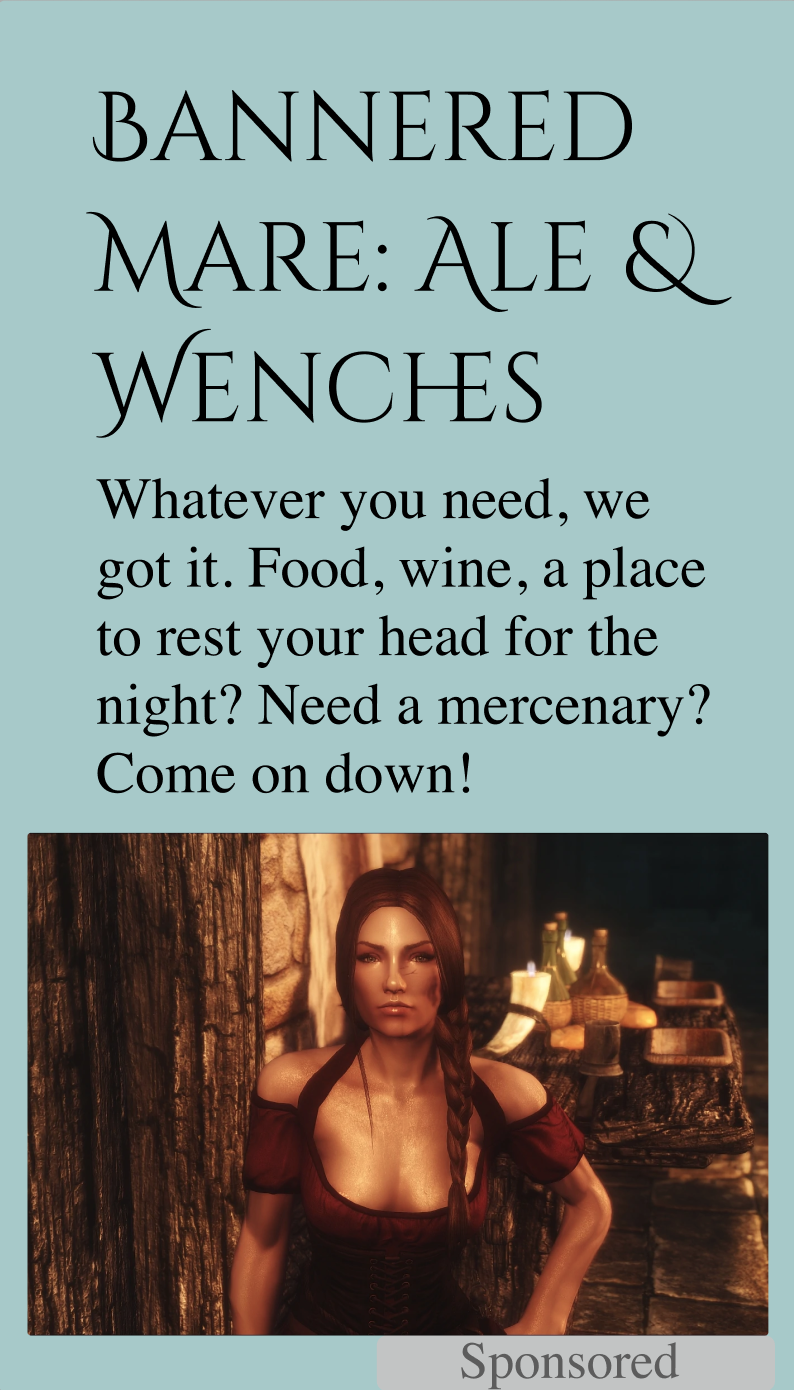 Bannered
Mare: Ale &
Wenches
Whatever you need, we
got it. Food, wine, a place
to rest your head for the
night? Need a mercenary?
Come on down!
Sponsored